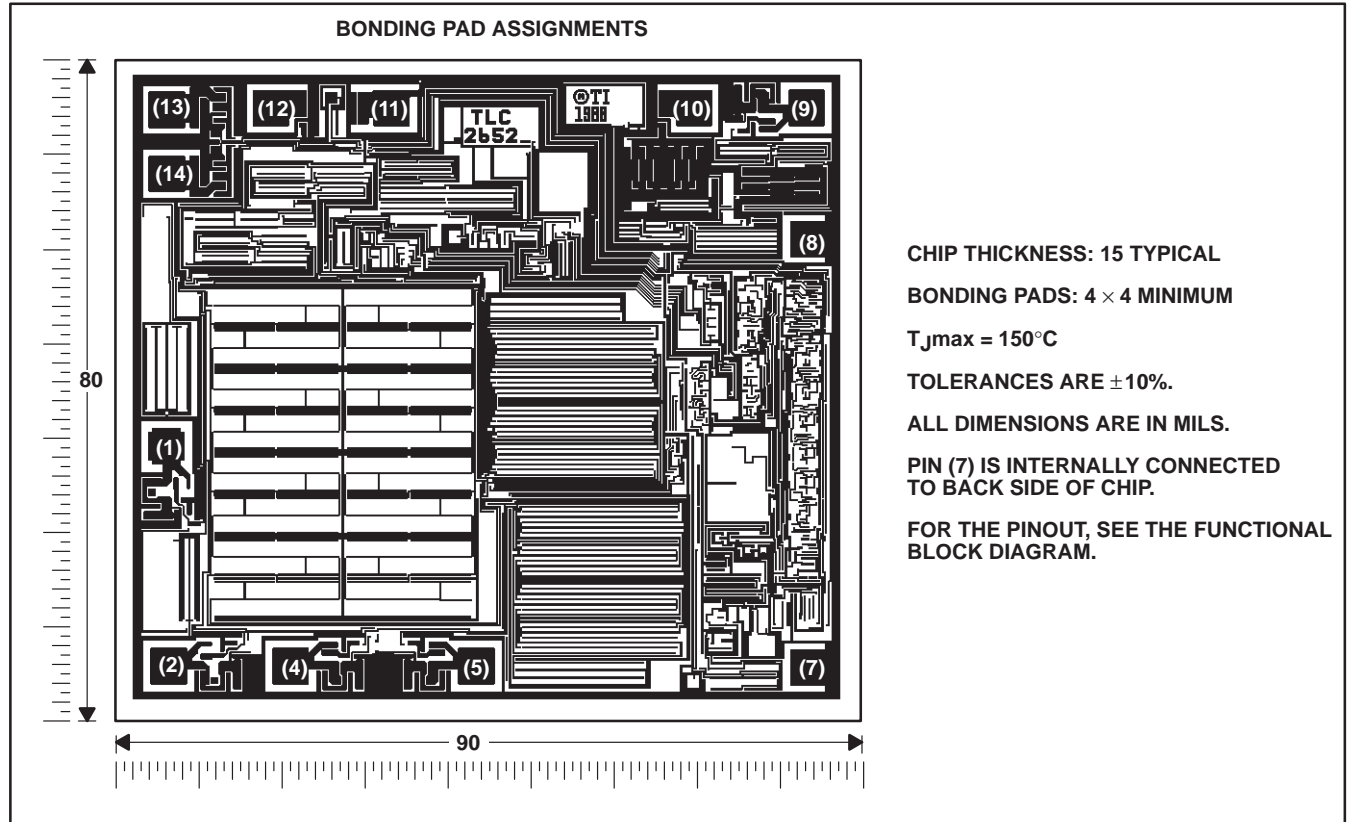 BONDING PAD ASSIGNMENTS
(13)
(12)
(11)
TLC
2652
©TI
1988
(10)
(9)
(14)
(8)
80
(1)
(2)
(4)
(5)
(7)
90
CHIP THICKNESS: 15 TYPICAL
BONDING PADS: 4 × 4 MINIMUM
TJmax = 150°C
TOLERANCES ARE ±10%.
ALL DIMENSIONS ARE IN MILS.
PIN (7) IS INTERNALLY CONNECTED
TO BACK SIDE OF CHIP.
FOR THE PINOUT, SEE THE FUNCTIONAL
BLOCK DIAGRAM.